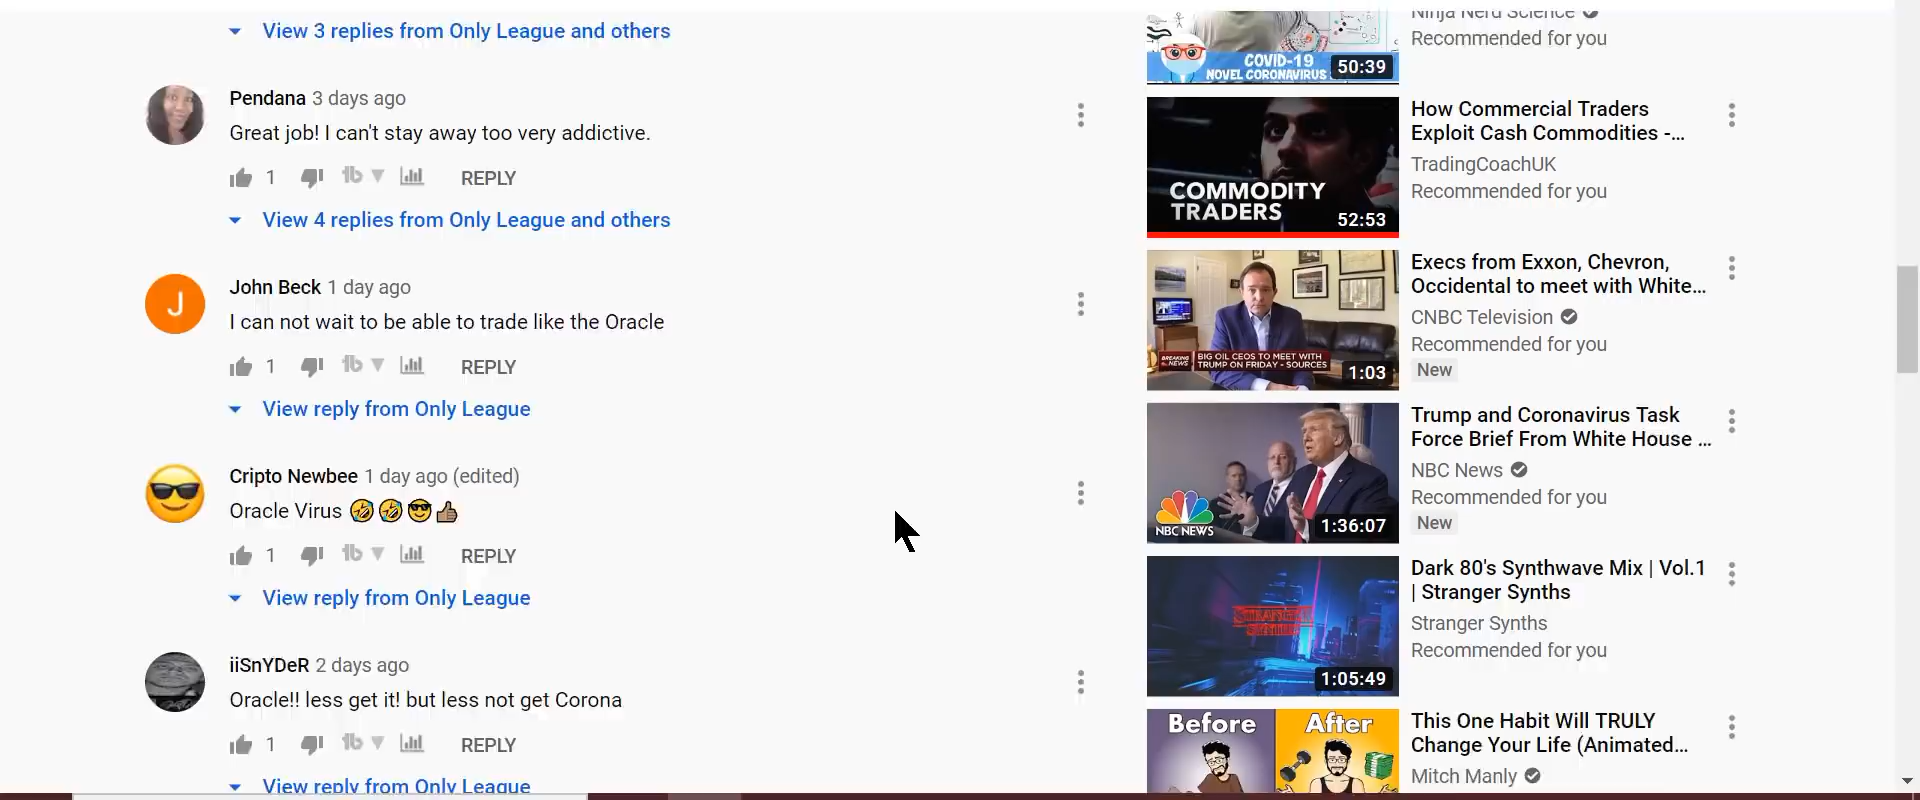 View 3 replies from Only League and others
Pendana 3 days ago
Great job! I can't stay away too very addictive.
1 REPLY
View 4 replies from Only League and others
John Beck 1 day ago
I can not wait to be able to trade like the Oracle
1 REPLY
View reply from Only League
Cripto Newbee 1 day ago (edited)
Oracle Virus 🤣🤣😎👍🏽
1 REPLY
View reply from Only League
iiSnYDeR 2 days ago
Oracle!! less get it! but less not get Corona
1 REPLY
View reply from Only League
COVID-19
NOVEL CORONAVIRUS
50:39
Ninja Nerd Science
Recommended for you
COMMODITY
TRADERS
52:53
How Commercial Traders
Exploit Cash Commodities -...
TradingCoachUK
Recommended for you
BREAKING
NEWS
BIG OIL CEOS TO MEET WITH
TRUMP ON FRIDAY - SOURCES
1:03
Execs from Exxon, Chevron,
Occidental to meet with White...
CNBC Television
Recommended for you
New
NBC NEWS
1:36:07
Trump and Coronavirus Task
Force Brief From White House ...
NBC News
Recommended for you
New
STRANGER
SYNTHS
1:05:49
Dark 80's Synthwave Mix | Vol.1
| Stranger Synths
Stranger Synths
Recommended for you
Before After
This One Habit Will TRULY
Change Your Life (Animated...
Mitch Manly